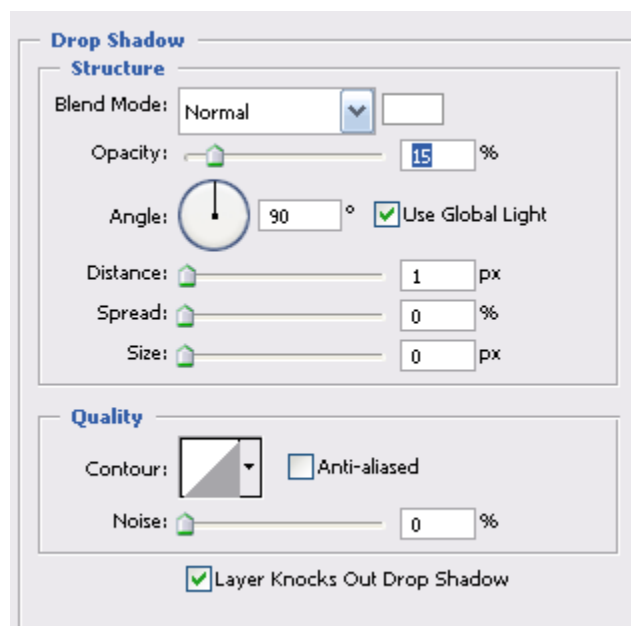 Drop Shadow
Structure
Blend Mode: Normal
Opacity: 15 %
Angle: 90 ° Use Global Light
Distance: 1 px
Spread: 0 %
Size: 0 px
Quality
Contour: Anti-aliased
Noise: 0 %
Layer Knocks Out Drop Shadow